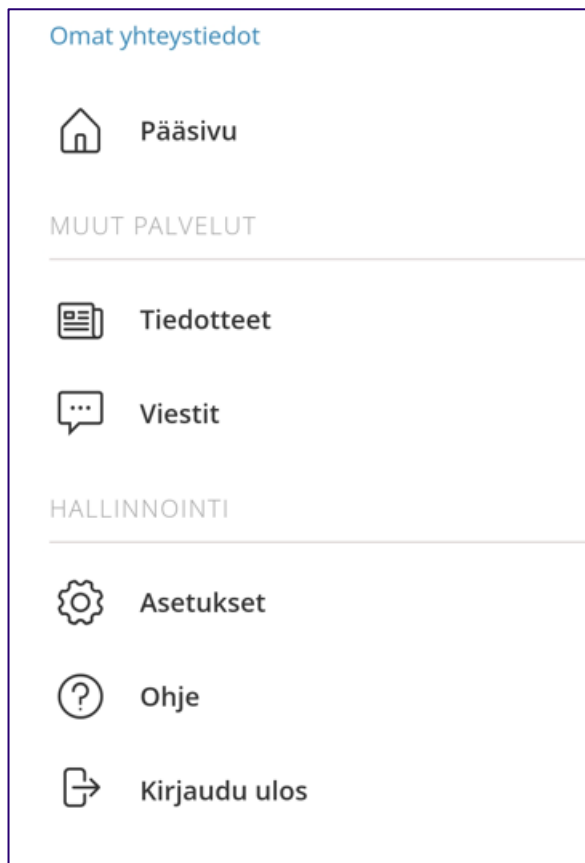 Omat yhteystiedot
Pääsivu
MUUT PALVELUT
Tiedotteet
Viestit
HALLINNOINTI
Asetukset
Ohje
Kirjaudu ulos